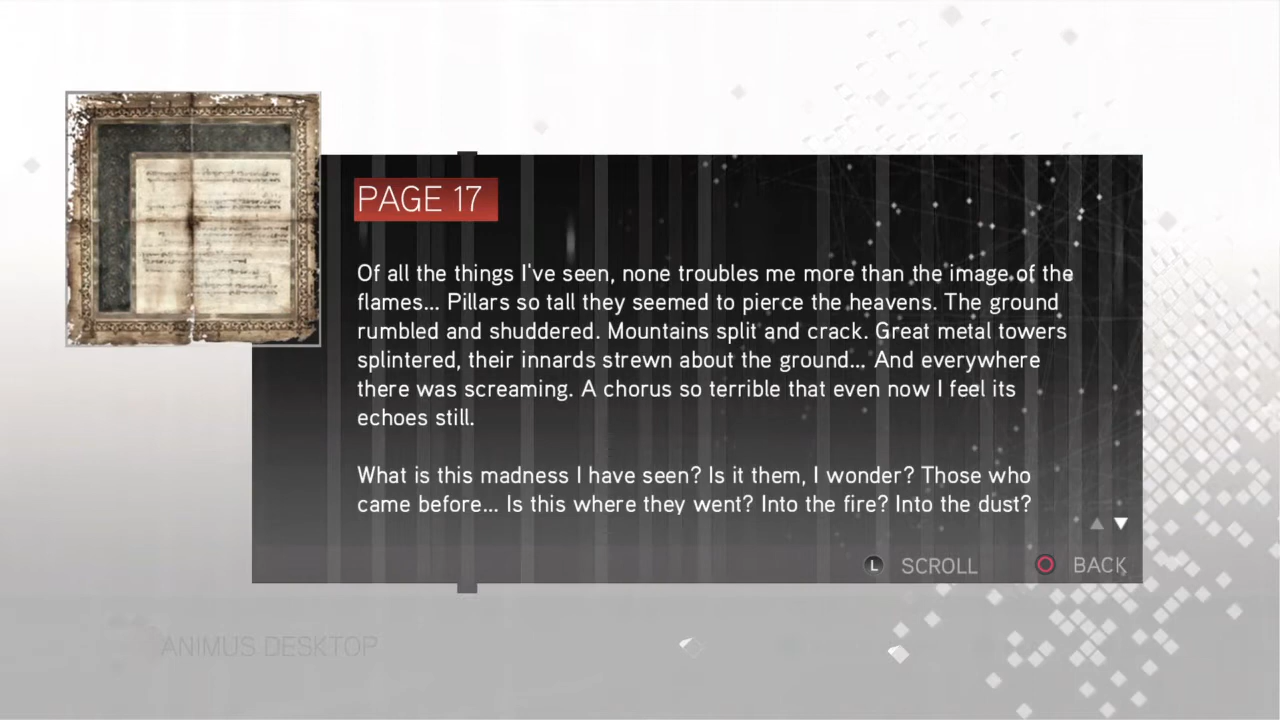 PAGE 17
Of all the things I've seen, none troubles me more than the image of the
flames... Pillars so tall they seemed to pierce the heavens. The ground
rumbled and shuddered. Mountains split and crack. Great metal towers
splintered, their innards strewn about the ground... And everywhere
there was screaming. A chorus so terrible that even now I feel its
echoes still.
What is this madness I have seen? Is it them, I wonder? Those who
came before... Is this where they went? Into the fire? Into the dust?
L SCROLL BACK
ANIMUS DESKTOP